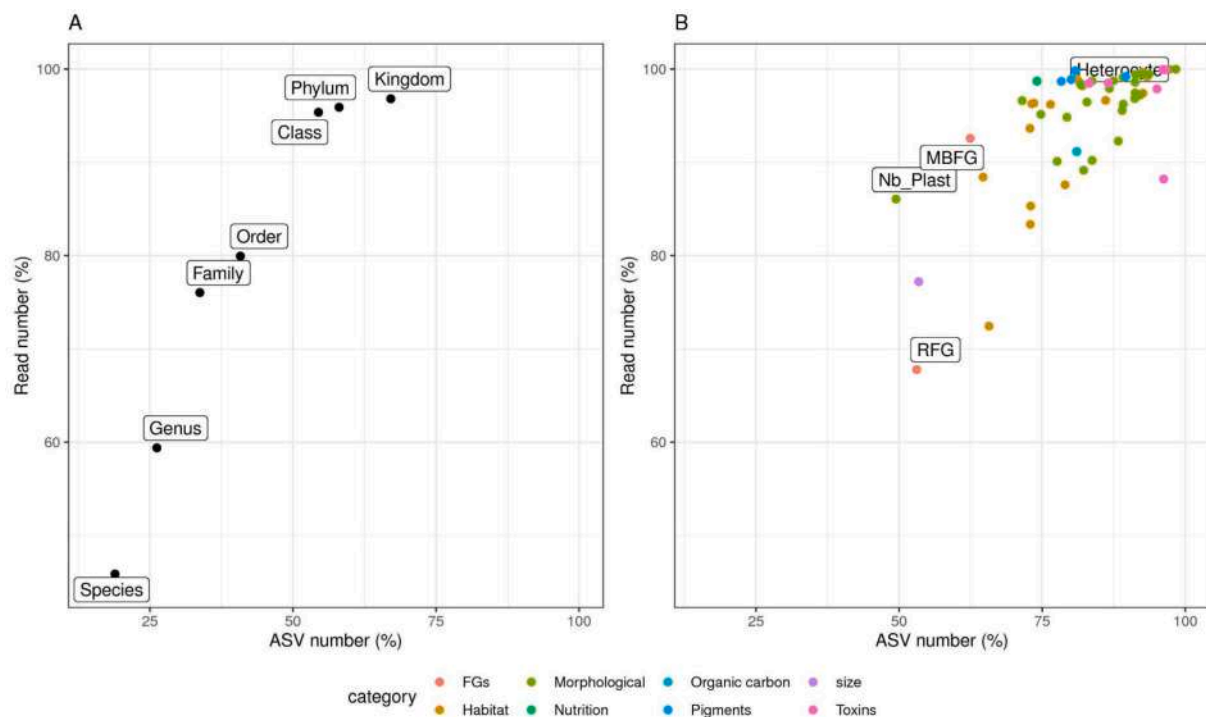 A
B
100
80
60
Read number (%)
Kingdom
Phylum
Class
Order
Family
Genus
Species
25
50
75
100
ASV number (%)
100
80
60
Read number (%)
Heterocyte
MBFG
Nb_Plast
RFG
25
50
75
100
ASV number (%)
category
FGs
Morphological
Organic carbon
size
Habitat
Nutrition
Pigments
Toxins